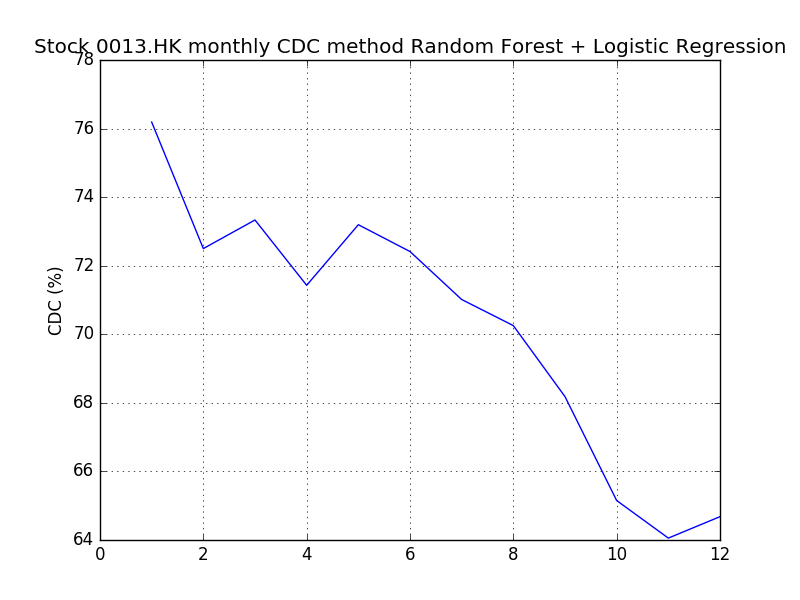 Stock 0013.HK monthly CDC method Random Forest + Logistic Regression
78
76
74
72
70
68
66
64
CDC (%)
0 2 4 6 8 10 12